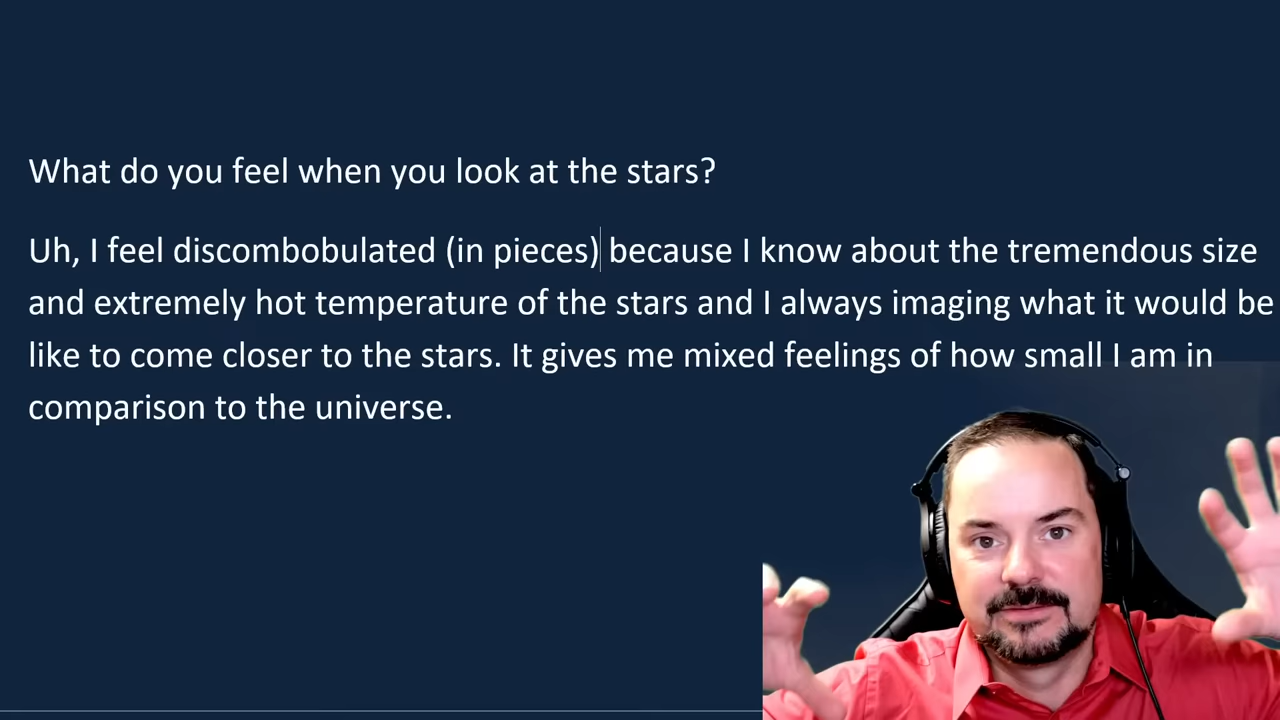 What do you feel when you look at the stars?
Uh, I feel discombobulated (in pieces) because I know about the tremendous size
and extremely hot temperature of the stars and I always imaging what it would be
like to come closer to the stars. It gives me mixed feelings of how small I am in
comparison to the universe.